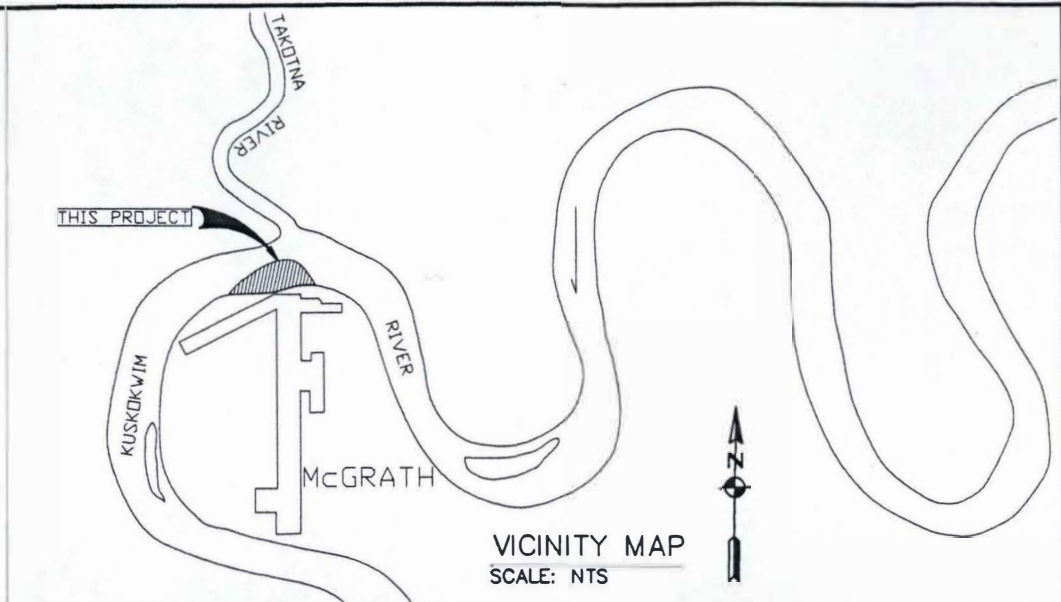 TAKOTNA
RIVER
THIS PROJECT
KUSKOKWIM
RIVER
McGRATH
N
VICINITY MAP
SCALE: NTS